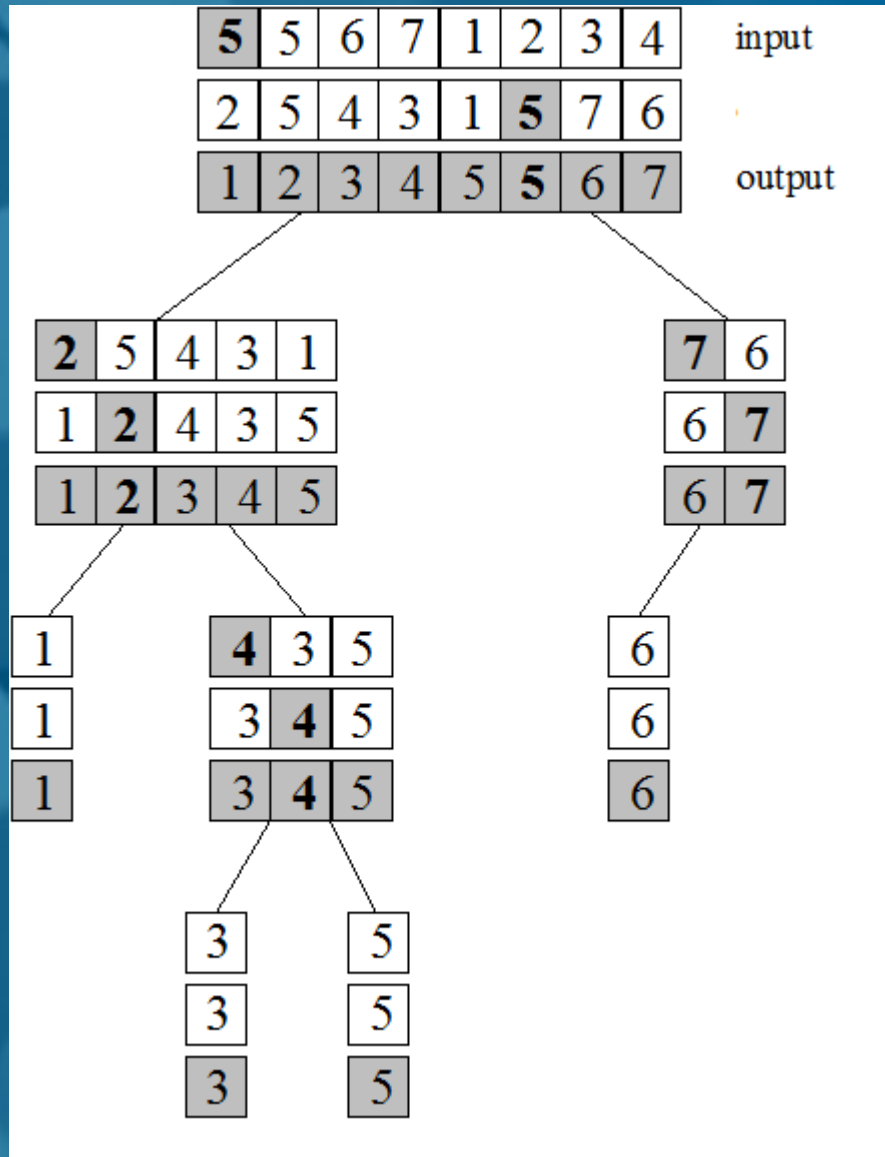 5 5 6 7 1 2 3 4 input
2 5 4 3 1 5 7 6
1 2 3 4 5 5 6 7 output
2 5 4 3 1 7 6
1 2 4 3 5 6 7
1 2 3 4 5 6 7
1 4 3 5 6
1 3 4 5 6
1 3 4 5 6
3 5
3 5
3 5